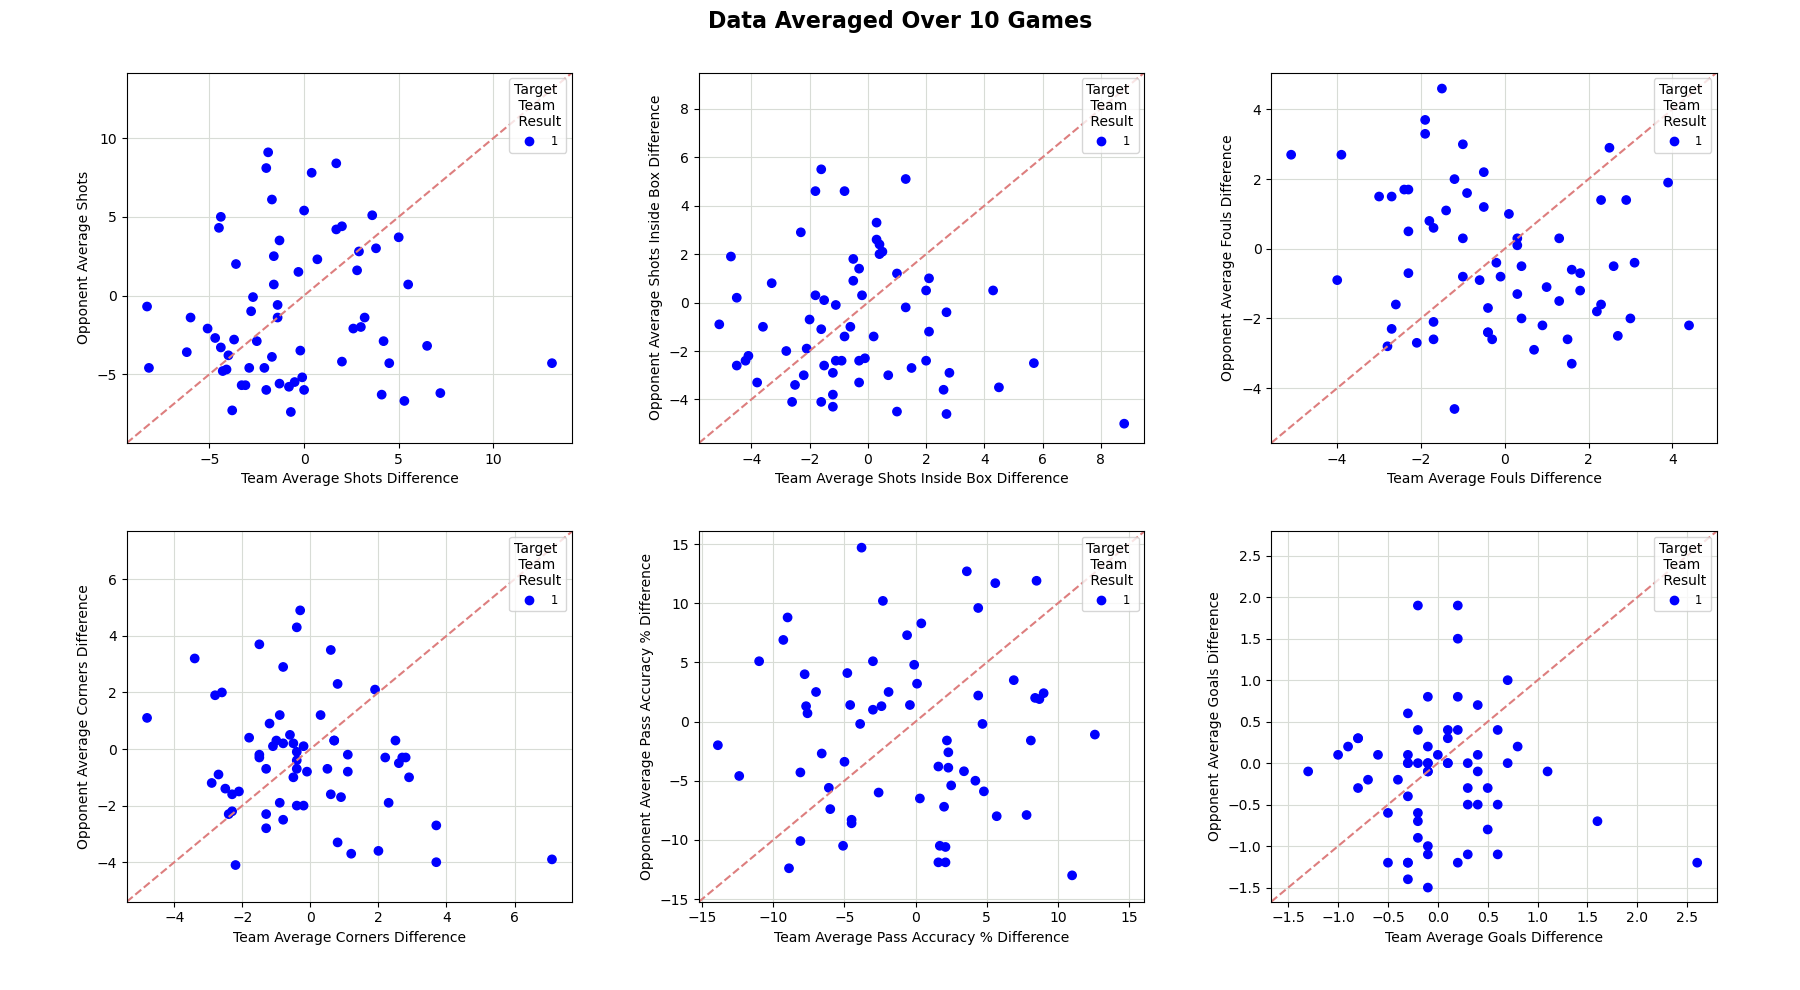 Data Averaged Over 10 Games
Opponent Average Shots
10
5
0
−5
−5
0
5
10
Team Average Shots Difference
Target
Team
Result
1
Opponent Average Shots Inside Box Difference
8
6
4
2
0
−2
−4
−4
−2
0
2
4
6
8
Team Average Shots Inside Box Difference
Target
Team
Result
1
Opponent Average Fouls Difference
4
2
0
−2
−4
−4
−2
0
2
4
Team Average Fouls Difference
Target
Team
Result
1
Opponent Average Corners Difference
6
4
2
0
−2
−4
−4
−2
0
2
4
6
Team Average Corners Difference
Target
Team
Result
1
Opponent Average Pass Accuracy % Difference
15
10
5
0
−5
−10
−15
−15
−10
−5
0
5
10
15
Team Average Pass Accuracy % Difference
Target
Team
Result
1
Opponent Average Goals Difference
2.5
2.0
1.5
1.0
0.5
0.0
−0.5
−1.0
−1.5
−1.5
−1.0
−0.5
0.0
0.5
1.0
1.5
2.0
2.5
Team Average Goals Difference
Target
Team
Result
1